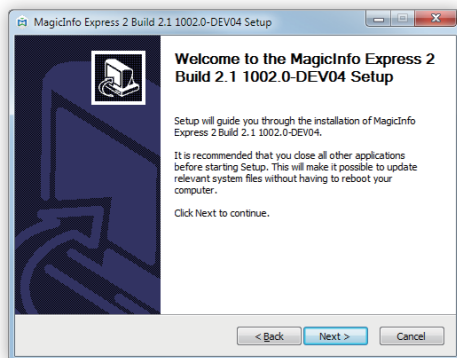 MagicInfo Express 2 Build 2.1 1002.0-DEV04 Setup
Welcome to the MagicInfo Express 2
Build 2.1 1002.0-DEV04 Setup
Setup will guide you through the installation of MagicInfo
Express 2 Build 2.1 1002.0-DEV04.
It is recommended that you close all other applications
before starting Setup. This will make it possible to update
relevant system files without having to reboot your
computer.
Click Next to continue.
< Back
Next >
Cancel